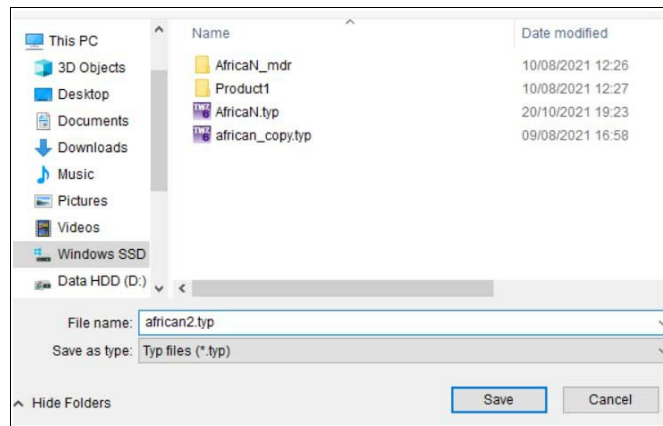 This PC
3D Objects
Desktop
Documents
Downloads
Music
Pictures
Videos
Windows SSD
Data HDD (D:)
Name Date modified
AfricaN_mdr 10/08/2021 12:26
Product1 10/08/2021 12:27
AfricaN.typ 20/10/2021 19:23
african_copy.typ 09/08/2021 16:58
File name: african2.typ
Save as type: Typ files (*.typ)
Hide Folders Save Cancel